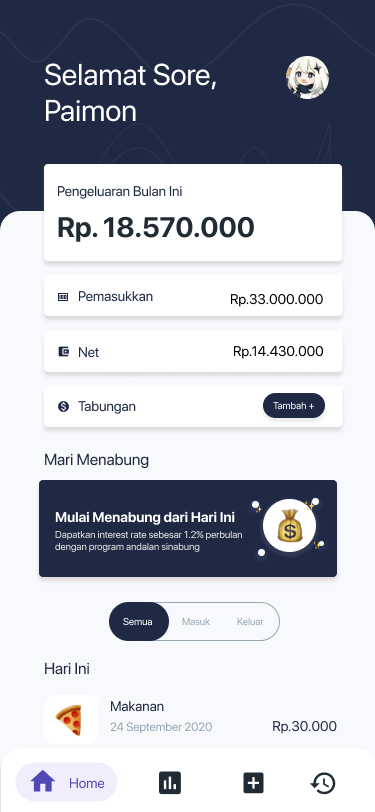 Selamat Sore,
Paimon
Pengeluaran Bulan Ini
Rp. 18.570.000
Pemasukkan Rp.33.000.000
Net Rp.14.430.000
Tabungan Tambah +
Mari Menabung
Mulai Menabung dari Hari Ini
Dapatkan interest rate sebesar 1.2% perbulan
dengan program andalan sinabung
Semua Masuk Keluar
Hari Ini
Makanan
24 September 2020 Rp.30.000
Home